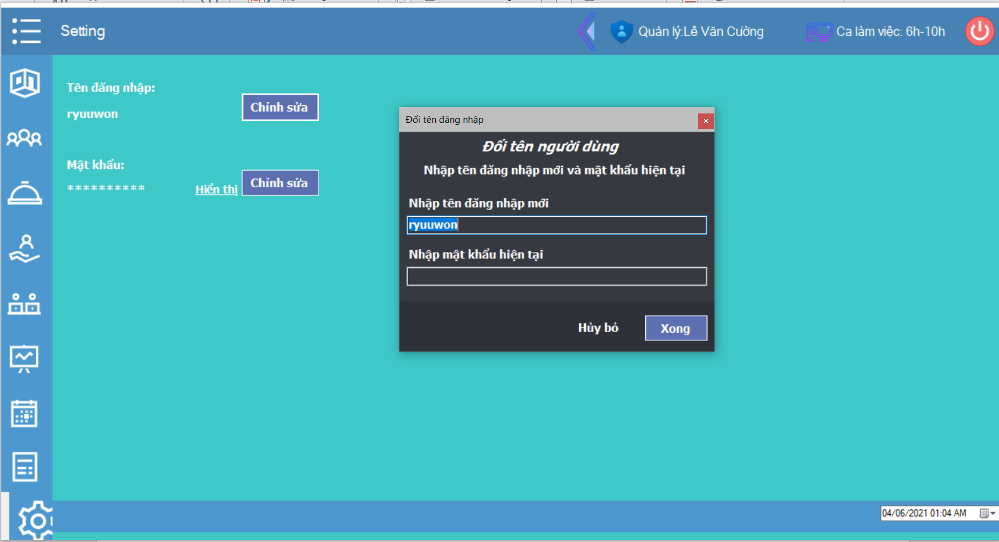 Setting
Quản lý:Lê Văn Cường
Ca làm việc: 6h-10h
Tên đăng nhập:
ryuuwon
Chỉnh sửa
Mật khẩu:
**********
Hiển thị
Chỉnh sửa
Đổi tên đăng nhập
Đổi tên người dùng
Nhập tên đăng nhập mới và mật khẩu hiện tại
Nhập tên đăng nhập mới
ryuuwon
Nhập mật khẩu hiện tại
Hủy bỏ
Xong
04/06/2021 01:04 AM